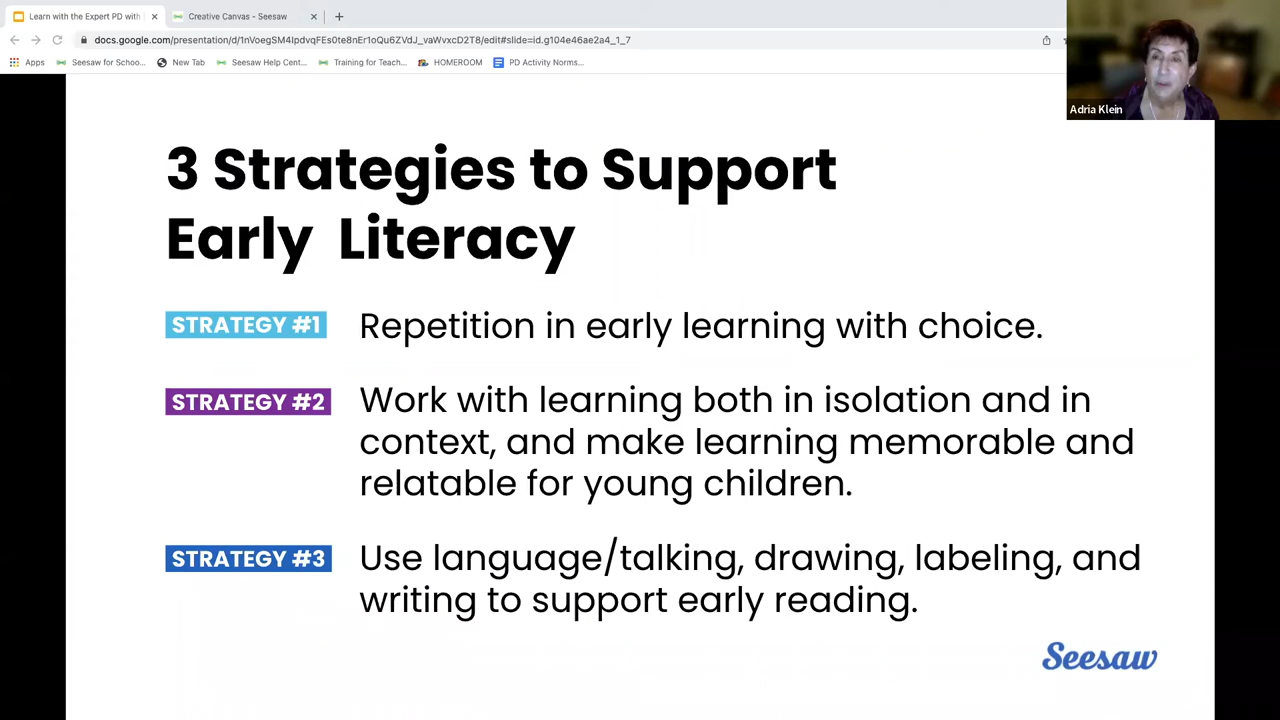 Learn with the Expert PD with
Creative Canvas - Seesaw
docs.google.com/presentation/d/1nVoegSM4IpdvqFEs0te8nEr1oQu6ZVdJ_vaWvxcD2T8/edit#slide=id.g104e46ae2a4_1_7
Apps
Seesaw for Schoo...
New Tab
Seesaw Help Cent...
Training for Teach...
HOMEROOM
PD Activity Norms...
Adria Klein
3 Strategies to Support
Early Literacy
STRATEGY #1
Repetition in early learning with choice.
STRATEGY #2
Work with learning both in isolation and in
context, and make learning memorable and
relatable for young children.
STRATEGY #3
Use language/talking, drawing, labeling, and
writing to support early reading.
Seesaw